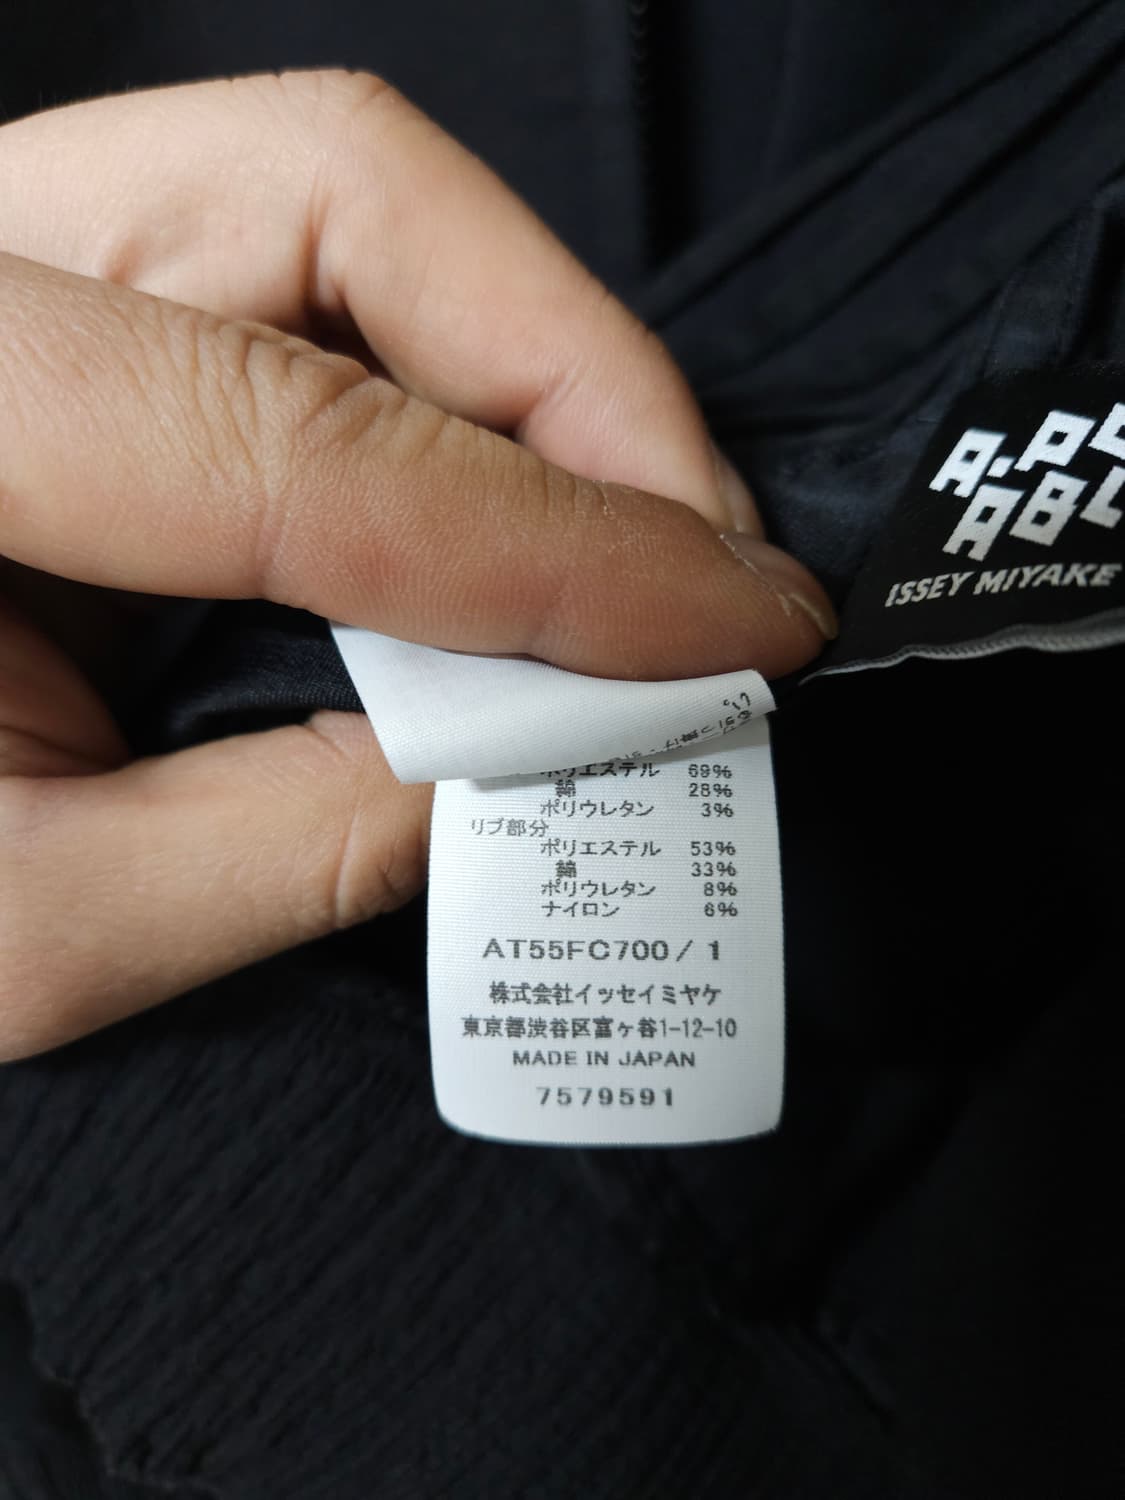 A-PO
ABL
ISSEY MIYAKE
ポリエステル 69%
綿 28%
ポリウレタン 3%
リブ部分
ポリエステル 53%
綿 33%
ポリウレタン 8%
ナイロン 6%
AT55FC700 / 1
株式会社イッセイミヤケ
東京都渋谷区富ヶ谷1-12-10
MADE IN JAPAN
7579591